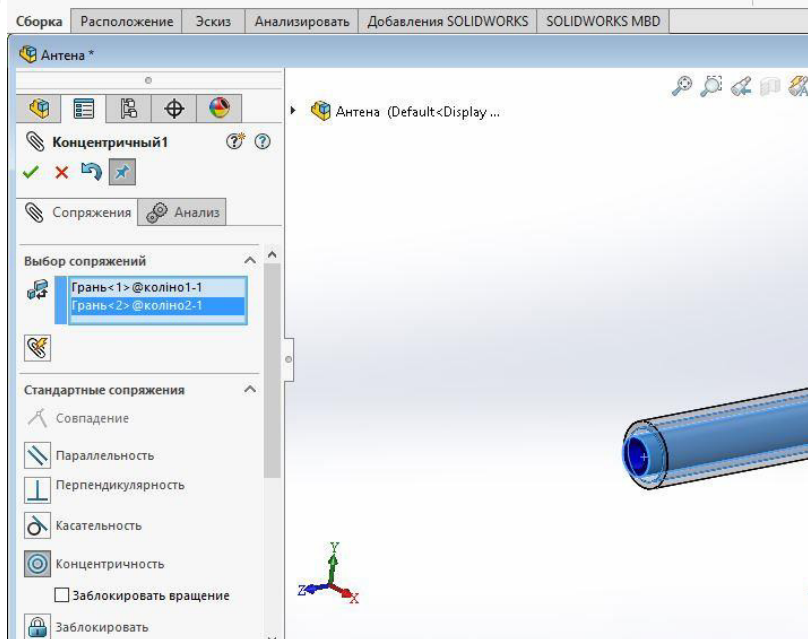 Сборка Расположение Эскиз Анализировать Добавления SOLIDWORKS SOLIDWORKS MBD
Антена *
Антена (Default<Display ...
Концентричный1
Сопряжения Анализ
Выбор сопряжений
Грань<1>@коліно1-1
Грань<2>@коліно2-1
Стандартные сопряжения
Совпадение
Параллельность
Перпендикулярность
Касательность
Концентричность
Заблокировать вращение
Заблокировать
Y
Z
X